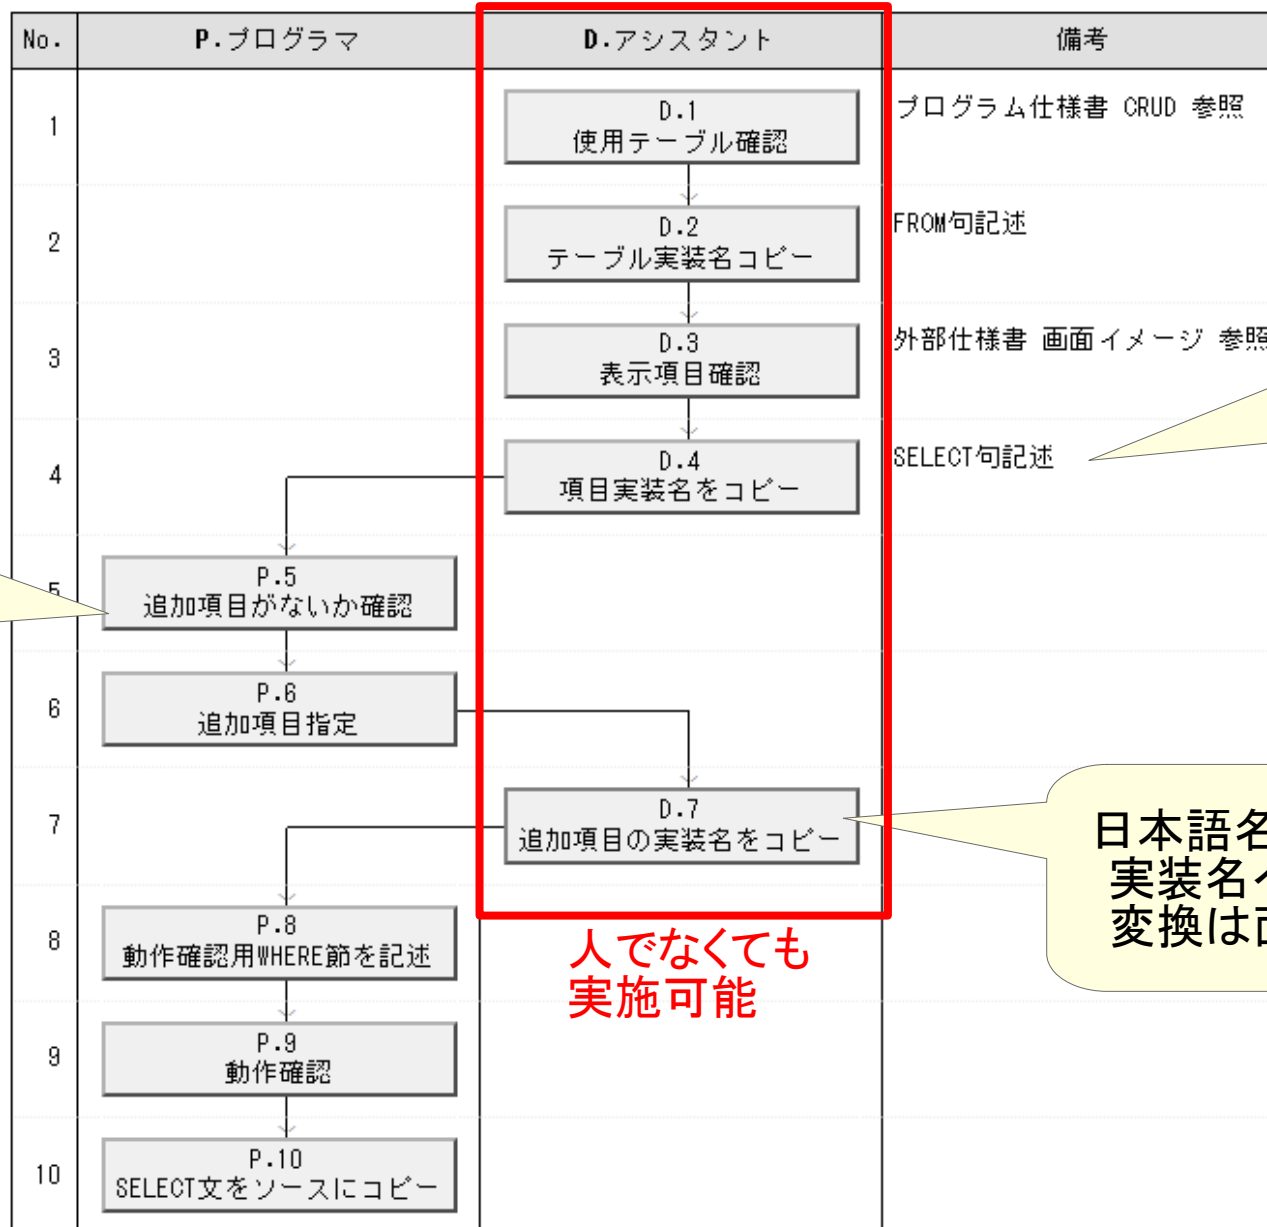 No.
P.プログラマ
D.アシスタント
備考
1
D.1
使用テーブル確認
プログラム仕様書 CRUD 参照
2
D.2
テーブル実装名コピー
FROM句記述
3
D.3
表示項目確認
外部仕様書 画面イメージ 参照
4
D.4
項目実装名をコピー
SELECT句記述
5
P.5
追加項目がないか確認
6
P.6
追加項目指定
7
D.7
追加項目の実装名をコピー
日本語名
実装名へ
変換は
8
P.8
動作確認用WHERE節を記述
人でなくても
実施可能
9
P.9
動作確認
10
P.10
SELECT文をソースにコピー